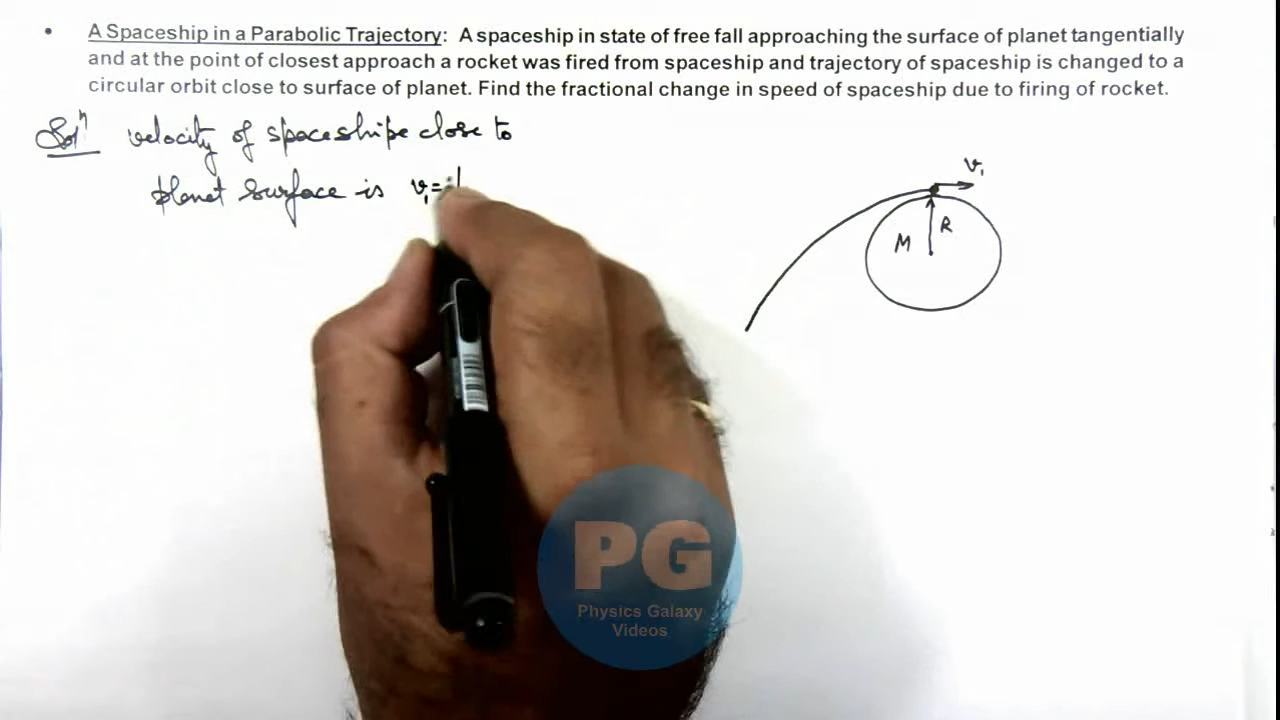 • A Spaceship in a Parabolic Trajectory: A spaceship in state of free fall approaching the surface of planet tangentially
and at the point of closest approach a rocket was fired from spaceship and trajectory of spaceship is changed to a
circular orbit close to surface of planet. Find the fractional change in speed of spaceship due to firing of rocket.
Solⁿ velocity of spaceshipe close to
planet surface is v₁=
v₁
M R
PG
Physics Galaxy
Videos